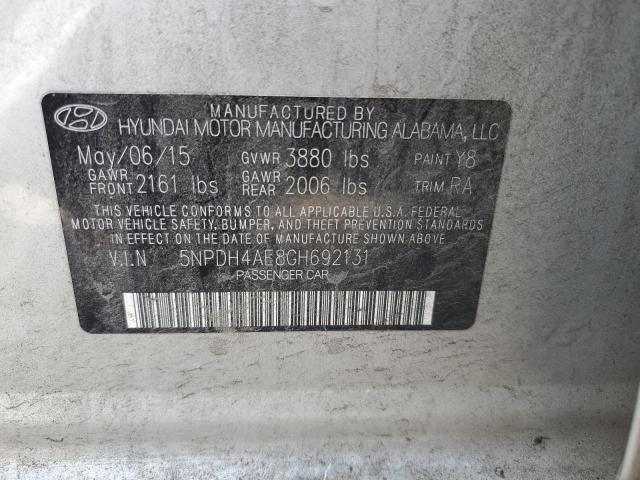 MANUFACTURED BY
HYUNDAI MOTOR MANUFACTURING ALABAMA, LLC
May/06/15 GVWR 3880 lbs PAINT Y8
GAWR FRONT 2161 lbs GAWR REAR 2006 lbs TRIM RA
THIS VEHICLE CONFORMS TO ALL APPLICABLE U.S.A. FEDERAL
MOTOR VEHICLE SAFETY, BUMPER, AND THEFT PREVENTION STANDARDS
IN EFFECT ON THE DATE OF MANUFACTURE SHOWN ABOVE.
V.I.N 5NPDH4AE8GH692131
PASSENGER CAR